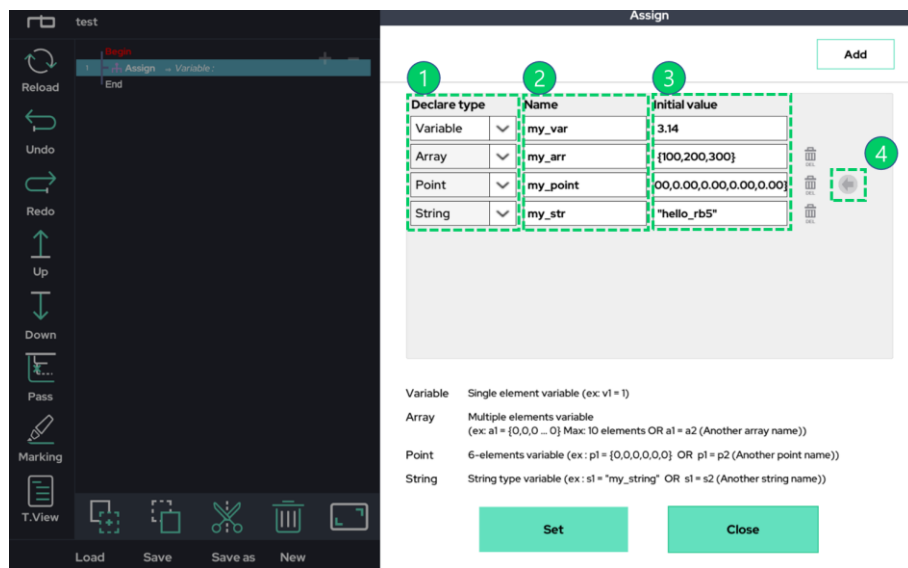 rb test
Assign
Reload
Undo
Redo
Up
Down
Pass
Marking
T.View
Begin
1 Assign → Variable :
End
Load Save Save as New
Add
1 2 3 4
Declare type Name Initial value
Variable my_var 3.14
Array my_arr {100,200,300} DEL
Point my_point 00,0.00,0.00,0.00,0.00} DEL
String my_str "hello_rb5" DEL
Variable Single element variable (ex: v1 = 1)
Array Multiple elements variable
(ex: a1 = {0,0,0 ... 0} Max: 10 elements OR a1 = a2 (Another array name))
Point 6-elements variable (ex : p1 = {0,0,0,0,0,0} OR p1 = p2 (Another point name))
String String type variable (ex : s1 = "my_string" OR s1 = s2 (Another string name))
Set Close